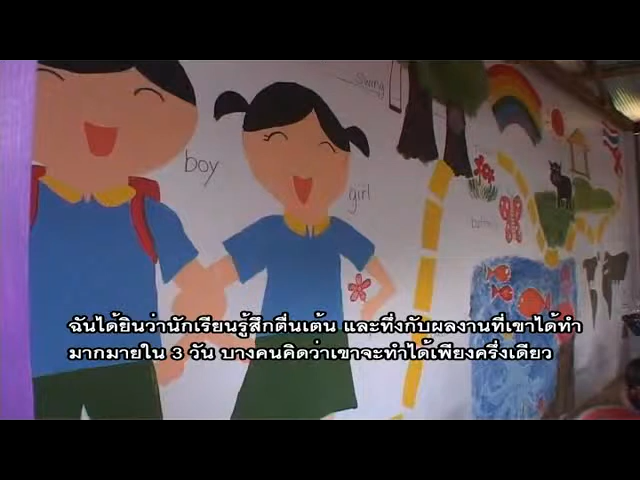 swing
boy
girl
ฉันได้ยินว่านักเรียนรู้สึกตื่นเต้น และทึ่งกับผลงานที่เขาได้ทำ
มากมายใน 3 วัน บางคนคิดว่าเขาจะทำได้เพียงครึ่งเดียว